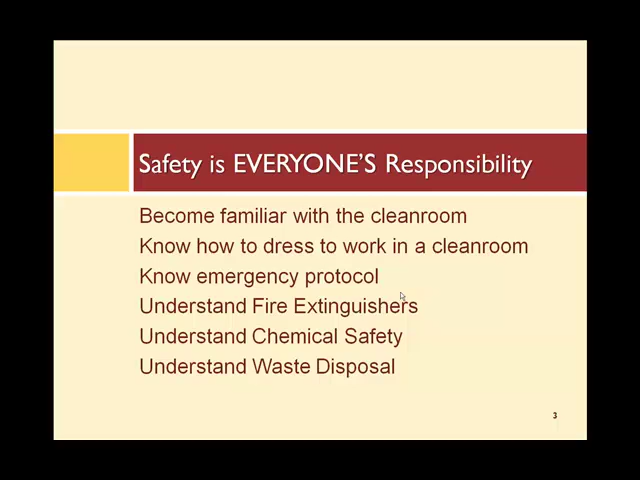 Safety is EVERYONE'S Responsibility
Become familiar with the cleanroom
Know how to dress to work in a cleanroom
Know emergency protocol
Understand Fire Extinguishers
Understand Chemical Safety
Understand Waste Disposal
3